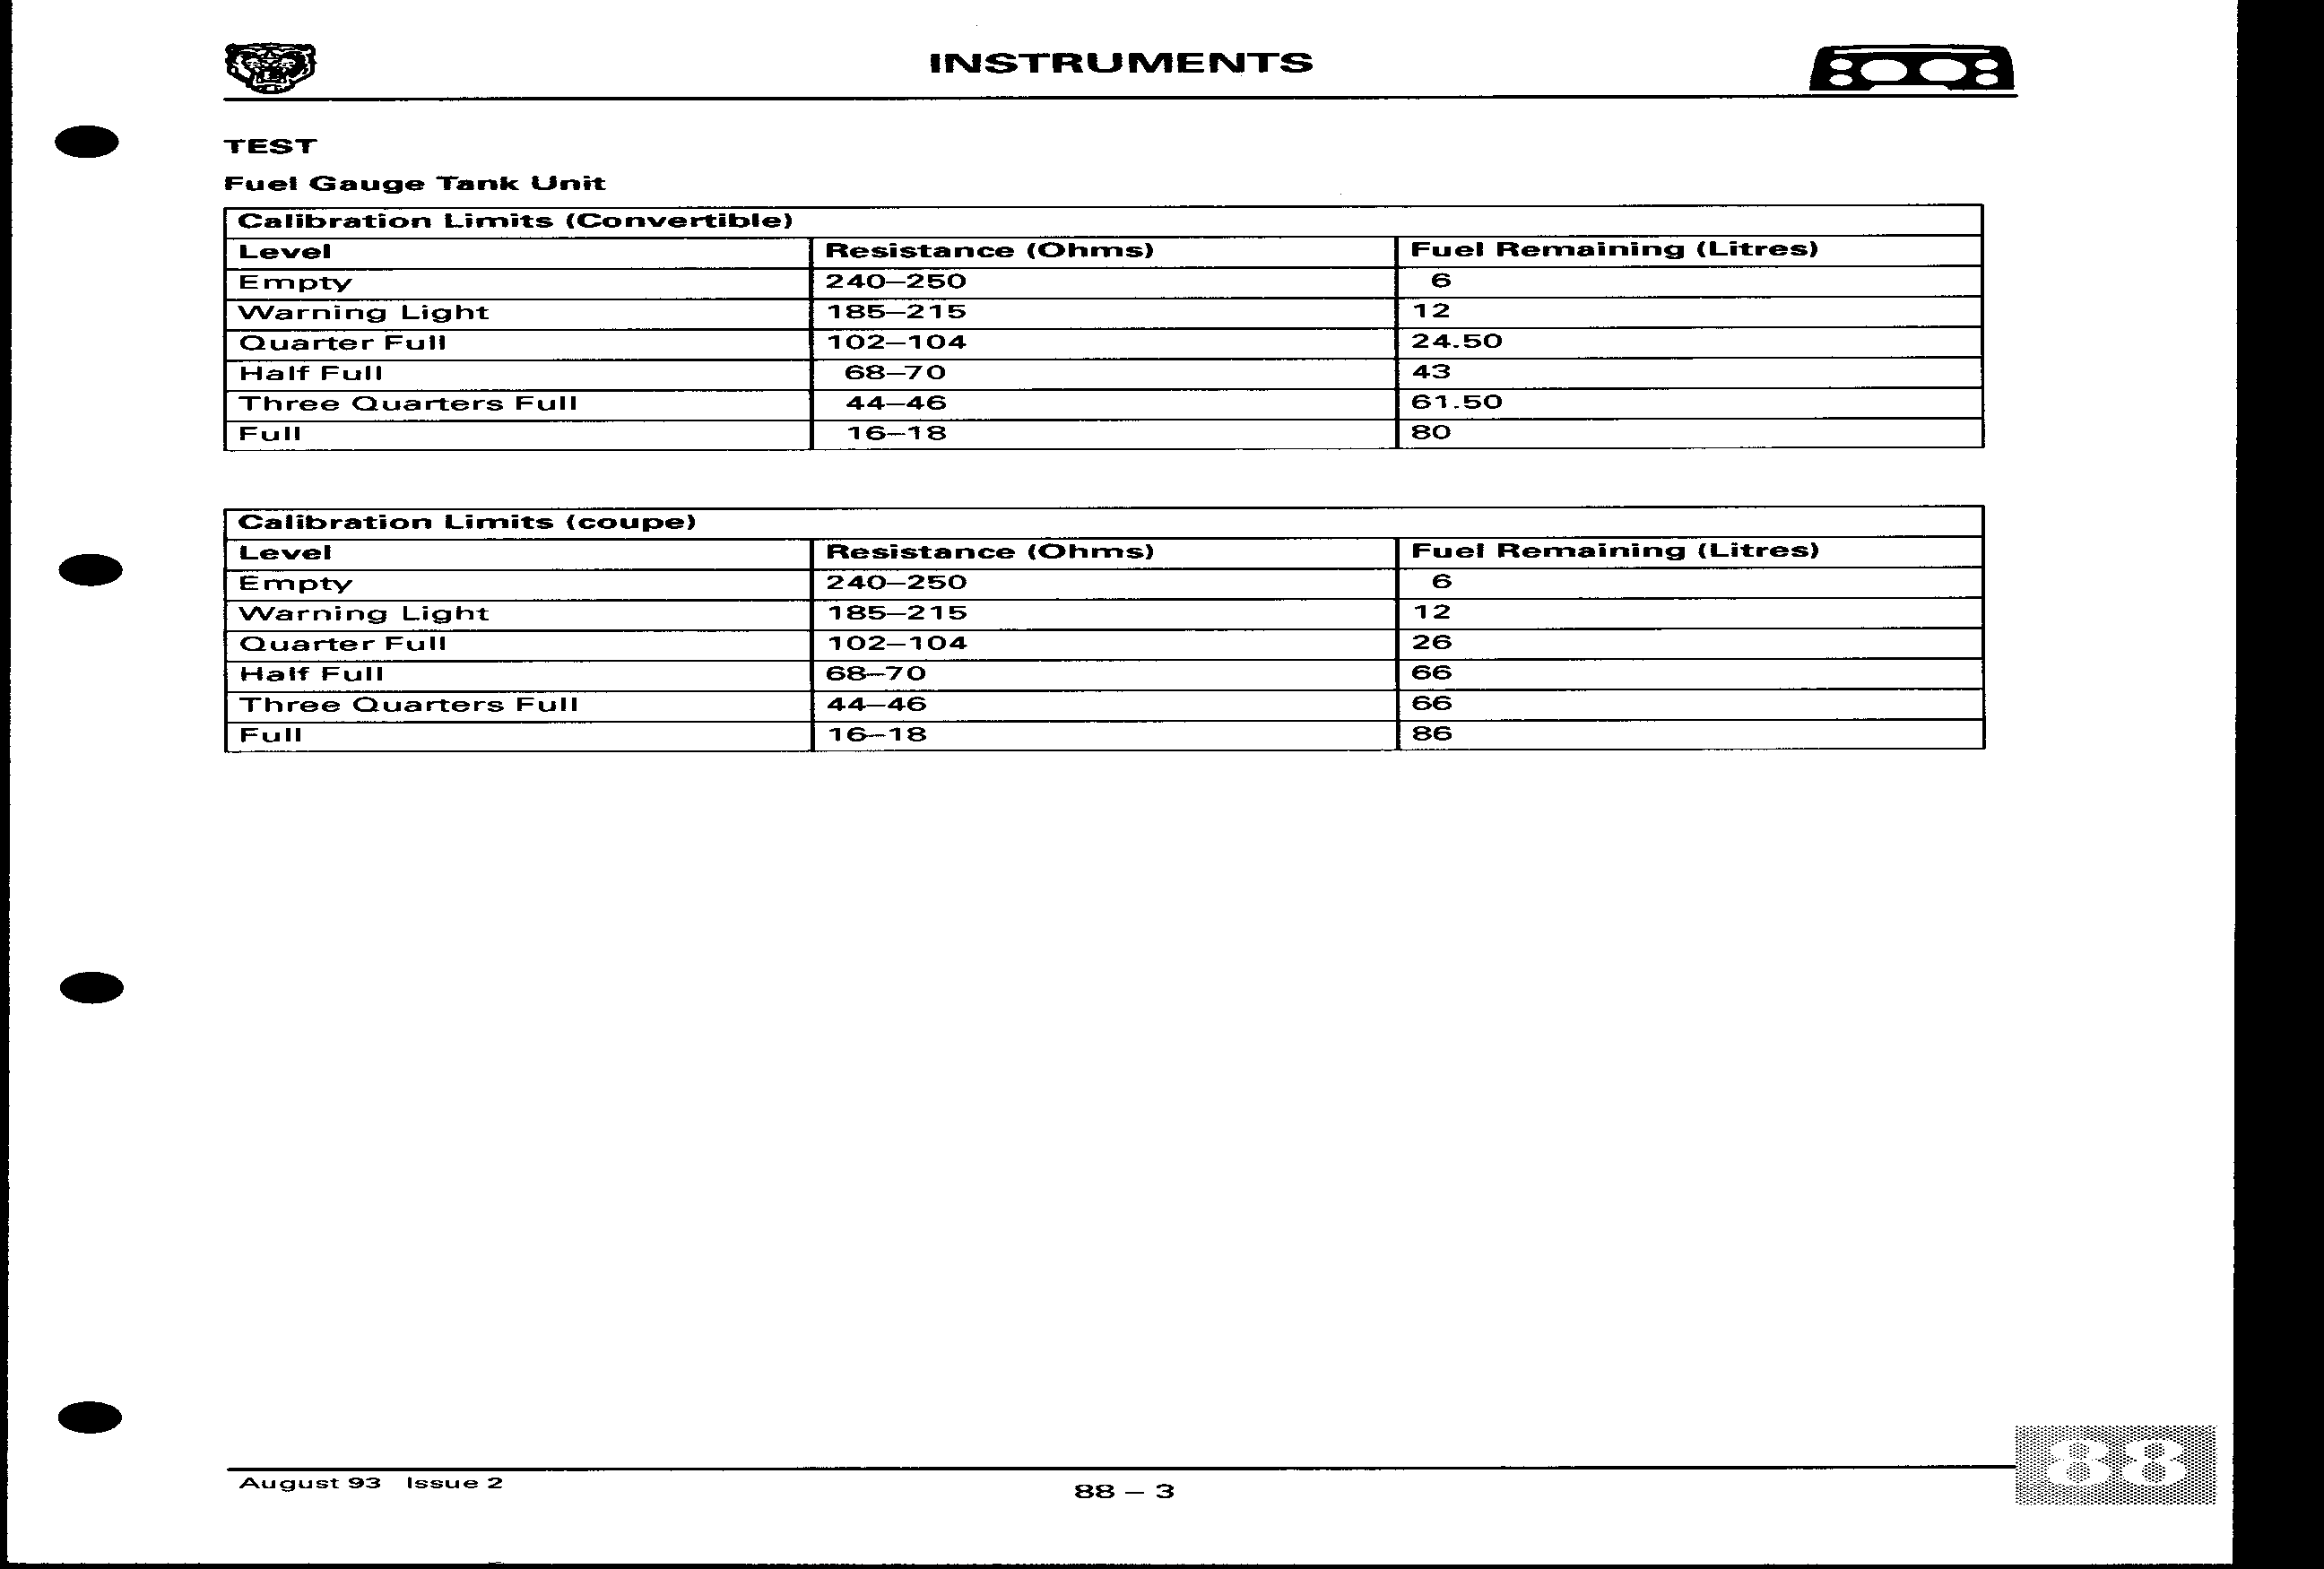 INSTRUMENTS
TEST
Fuel Gauge Tank Unit
Calibration Limits (Convertible)
Level Resistance (Ohms) Fuel Remaining (Litres)
Empty 240–250 6
Warning Light 185–215 12
Quarter Full 102–104 24.50
Half Full 68–70 43
Three Quarters Full 44–46 61.50
Full 16–18 80
Calibration Limits (coupe)
Level Resistance (Ohms) Fuel Remaining (Litres)
Empty 240–250 6
Warning Light 185–215 12
Quarter Full 102–104 26
Half Full 68–70 66
Three Quarters Full 44–46 66
Full 16–18 86
August 93 Issue 2
88 – 3
88